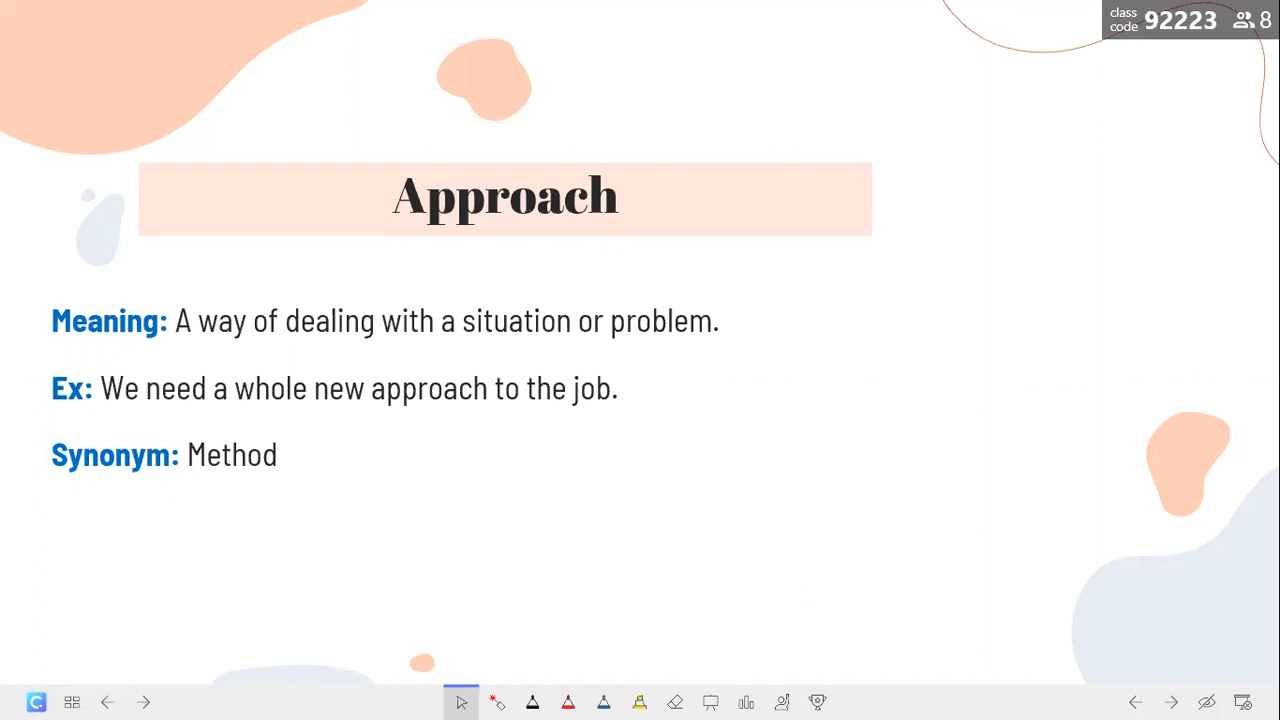 class code 92223 8
Approach
Meaning: A way of dealing with a situation or problem.
Ex: We need a whole new approach to the job.
Synonym: Method